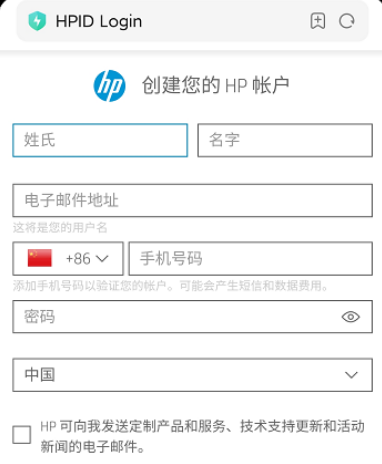 HPID Login
hp 创建您的 HP 帐户
姓氏 名字
电子邮件地址
这将是您的用户名
+86 手机号码
添加手机号码以验证您的帐户。可能会产生短信和数据费用。
密码
中国
HP 可向我发送定制产品和服务、技术支持更新和活动
新闻的电子邮件。